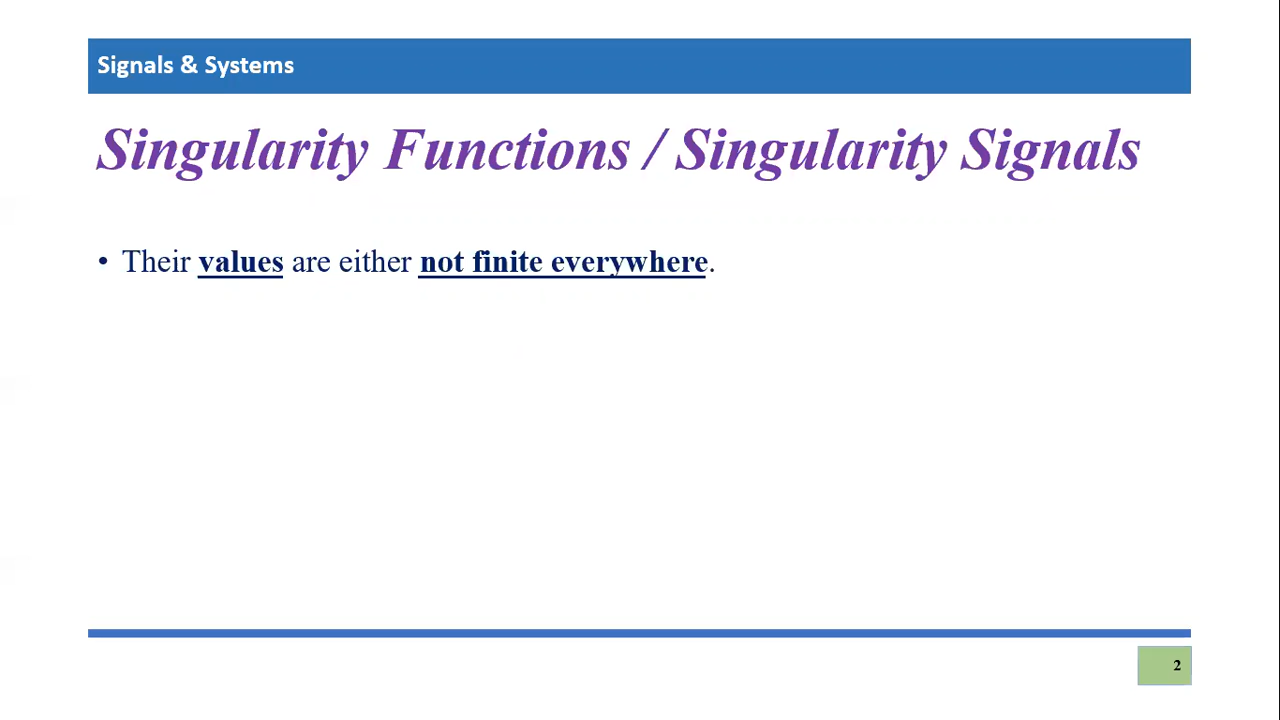 Signals & Systems
Singularity Functions / Singularity Signals
• Their values are either not finite everywhere.
2